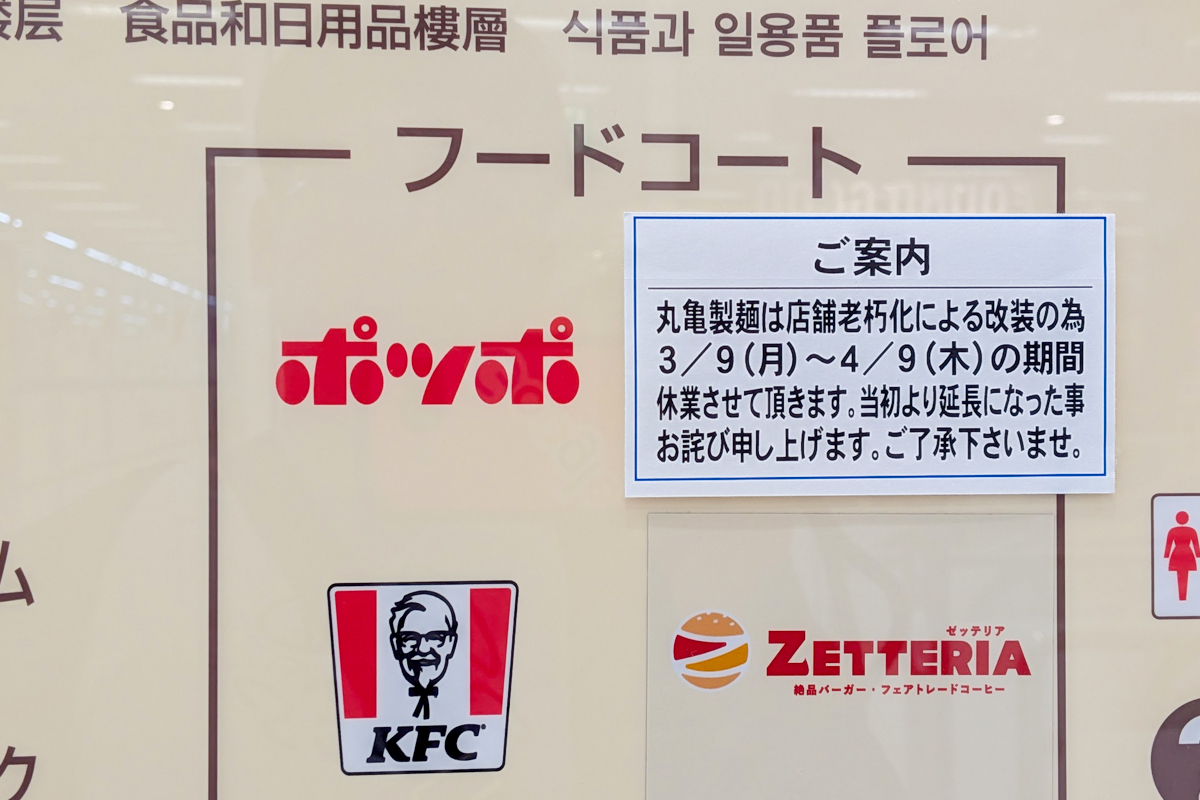 层 食品和日用品樓層 식품과 일용품 플로어
フードコート
ポッポ
ご案内
丸亀製麺は店舗老朽化による改装の為
3/9(月)~4/9(木)の期間
休業させて頂きます。当初より延長になった事
お詫び申し上げます。ご了承下さいませ。
ム
KFC
ゼッテリア
ZETTERIA
絶品バーガー・フェアトレードコーヒー
ク